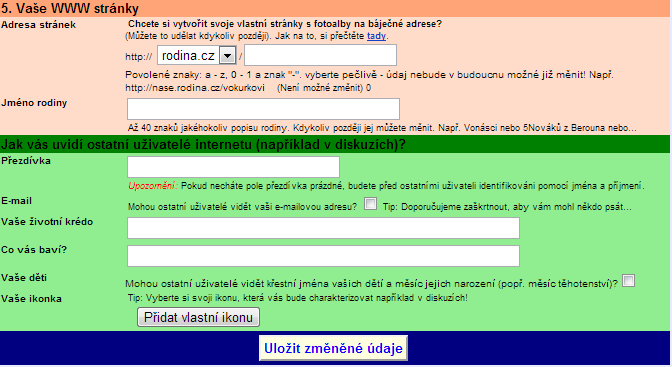 5. Vaše WWW stránky
Adresa stránek
Chcete si vytvořit svoje vlastní stránky s fotoalby na báječné adrese?
(Můžete to udělat kdykoliv později). Jak na to, si přečtěte tady.
http:// rodina.cz /
Povolené znaky: a - z, 0 - 1 a znak "-". vyberte pečlivě - údaj nebude v budoucnu možné již měnit! Např.
http://nase.rodina.cz/vokurkovi (Není možné změnit) 0
Jméno rodiny
Až 40 znaků jakéhokoliv popisu rodiny. Kdykoliv později jej můžete měnit. Např. Vonásci nebo 5Nováků z Berouna nebo...
Jak vás uvidí ostatní uživatelé internetu (například v diskuzích)?
Přezdívka
Upozornění: Pokud necháte pole přezdívka prázdné, budete před ostatními uživateli identifikováni pomocí jména a příjmení.
E-mail
Mohou ostatní uživatelé vidět vaši e-mailovou adresu? Tip: Doporučujeme zaškrtnout, aby vám mohl někdo psát...
Vaše životní krédo
Co vás baví?
Vaše děti
Mohou ostatní uživatelé vidět křestní jména vašich dětí a měsíc jejich narození (popř. měsíc těhotenství)?
Vaše ikonka
Tip: Vyberte si svoji ikonu, která vás bude charakterizovat například v diskuzích!
Přidat vlastní ikonu
Uložit změněné údaje